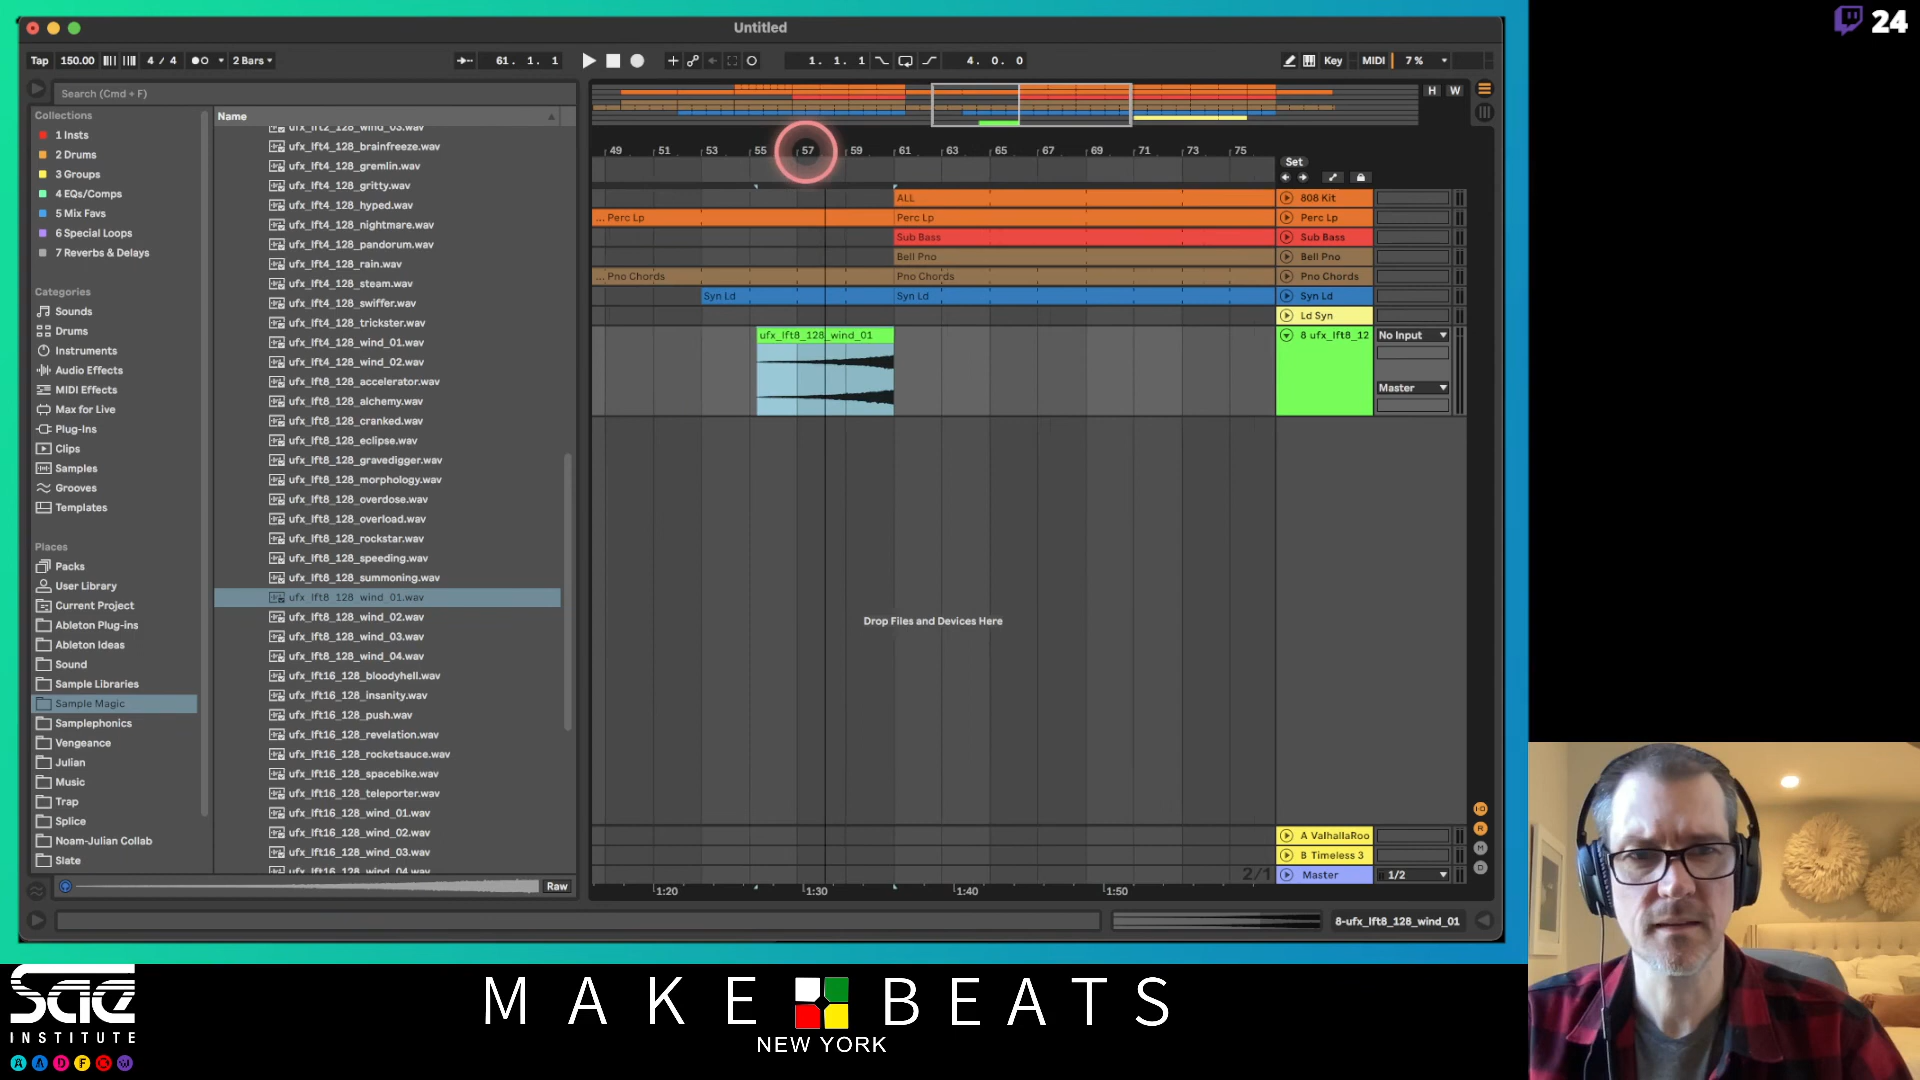 Untitled
24
Tap 150.00 4 / 4 2 Bars 61. 1. 1 1. 1. 1 4. 0. 0 Key MIDI 7 %
Search (Cmd + F)
H W
Collections
1 Insts
2 Drums
3 Groups
4 EQs/Comps
5 Mix Favs
6 Special Loops
7 Reverbs & Delays
Categories
Sounds
Drums
Instruments
Audio Effects
MIDI Effects
Max for Live
Plug-Ins
Clips
Samples
Grooves
Templates
Places
Packs
User Library
Current Project
Ableton Plug-ins
Ableton Ideas
Sound
Sample Libraries
Sample Magic
Samplephonics
Vengeance
Julian
Music
Trap
Splice
Noam-Julian Collab
Slate
Name
ufx_lft2_128_wind_03.wav
ufx_lft4_128_brainfreeze.wav
ufx_lft4_128_gremlin.wav
ufx_lft4_128_gritty.wav
ufx_lft4_128_hyped.wav
ufx_lft4_128_nightmare.wav
ufx_lft4_128_pandorum.wav
ufx_lft4_128_rain.wav
ufx_lft4_128_steam.wav
ufx_lft4_128_swiffer.wav
ufx_lft4_128_trickster.wav
ufx_lft4_128_wind_01.wav
ufx_lft4_128_wind_02.wav
ufx_lft8_128_accelerator.wav
ufx_lft8_128_alchemy.wav
ufx_lft8_128_cranked.wav
ufx_lft8_128_eclipse.wav
ufx_lft8_128_gravedigger.wav
ufx_lft8_128_morphology.wav
ufx_lft8_128_overdose.wav
ufx_lft8_128_overload.wav
ufx_lft8_128_rockstar.wav
ufx_lft8_128_speeding.wav
ufx_lft8_128_summoning.wav
ufx_lft8_128_wind_01.wav
ufx_lft8_128_wind_02.wav
ufx_lft8_128_wind_03.wav
ufx_lft8_128_wind_04.wav
ufx_lft16_128_bloodyhell.wav
ufx_lft16_128_insanity.wav
ufx_lft16_128_push.wav
ufx_lft16_128_revelation.wav
ufx_lft16_128_rocketsauce.wav
ufx_lft16_128_spacebike.wav
ufx_lft16_128_teleporter.wav
ufx_lft16_128_wind_01.wav
ufx_lft16_128_wind_02.wav
ufx_lft16_128_wind_03.wav
ufx_lft16_128_wind_04.wav
Raw
49 51 53 55 57 59 61 63 65 67 69 71 73 75
Set
ALL 808 Kit
... Perc Lp Perc Lp Perc Lp
Sub Bass Sub Bass
Bell Pno Bell Pno
... Pno Chords Pno Chords Pno Chords
Syn Ld Syn Ld Syn Ld
Ld Syn
ufx_lft8_128_wind_01 8 ufx_lft8_12 No Input
Master
Drop Files and Devices Here
A ValhallaRoo
B Timeless 3
2/1 Master 1/2
1:20 1:30 1:40 1:50
I·O
R
M
D
8-ufx_lft8_128_wind_01
SAE
INSTITUTE
A A D F G W
MAKE BEATS
NEW YORK